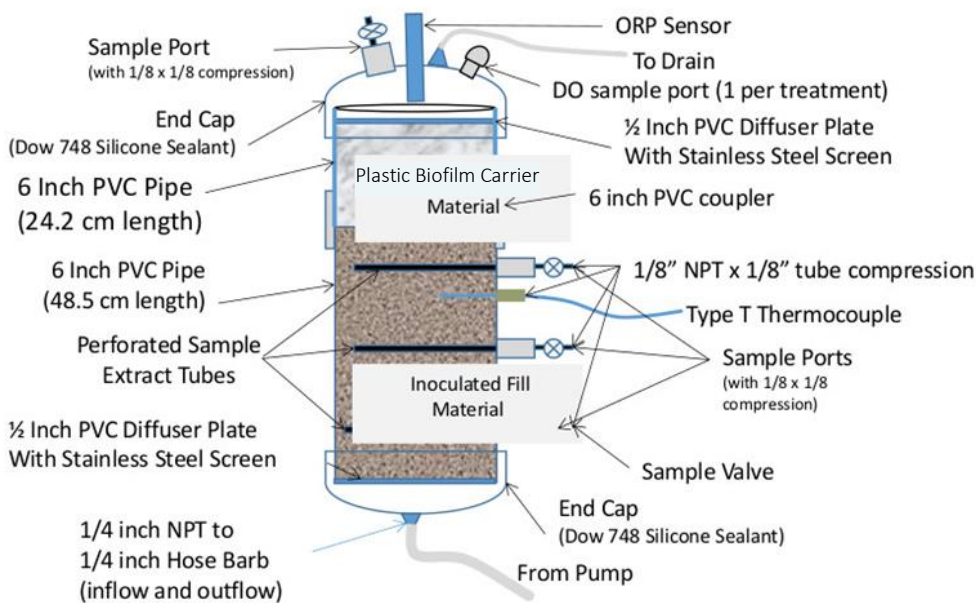 ORP Sensor
Sample Port
(with 1/8 x 1/8 compression)
To Drain
DO sample port (1 per treatment)
End Cap
(Dow 748 Silicone Sealant)
½ Inch PVC Diffuser Plate
With Stainless Steel Screen
6 Inch PVC Pipe
(24.2 cm length)
Plastic Biofilm Carrier
Material
6 inch PVC coupler
6 Inch PVC Pipe
(48.5 cm length)
1/8” NPT x 1/8” tube compression
Type T Thermocouple
Perforated Sample
Extract Tubes
Sample Ports
(with 1/8 x 1/8
compression)
Inoculated Fill
Material
½ Inch PVC Diffuser Plate
With Stainless Steel Screen
Sample Valve
End Cap
(Dow 748 Silicone Sealant)
1/4 inch NPT to
1/4 inch Hose Barb
(inflow and outflow)
From Pump